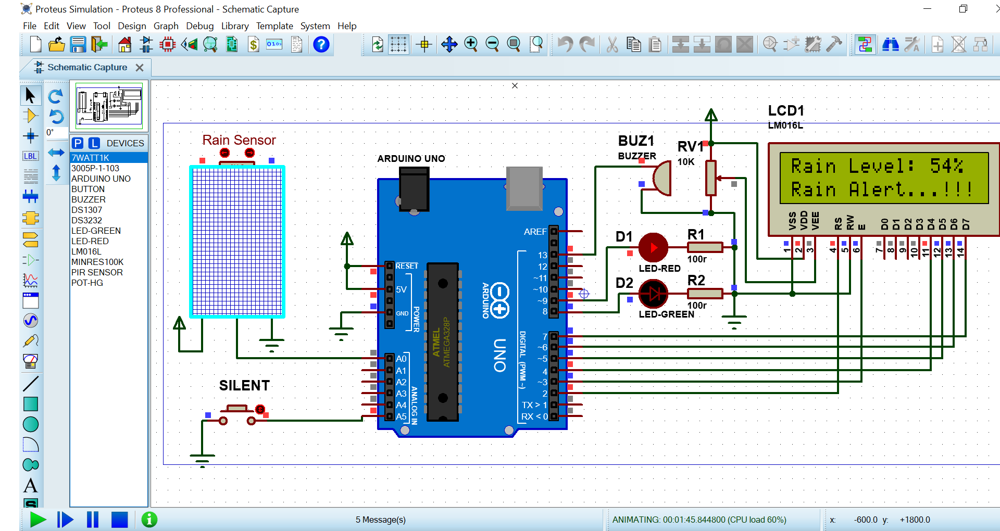 Proteus Simulation - Proteus 8 Professional - Schematic Capture
File Edit View Tool Design Graph Debug Library Template System Help
Schematic Capture
0°
LBL
P L DEVICES
7WATT1K
3005P-1-103
ARDUINO UNO
BUTTON
BUZZER
DS1307
DS3232
LED-GREEN
LED-RED
LM016L
MINRES100K
PIR SENSOR
POT-HG
A
S
Rain Sensor
SILENT
ARDUINO UNO
RESET
5V
GND
POWER
A0
A1
A2
A3
A4
A5
ANALOG IN
ATMEL
ATMEGA328P
ARDUINO
UNO
AREF
13
12
~11
~10
~9
8
7
~6
~5
4
~3
2
TX > 1
RX < 0
DIGITAL (PWM ~)
BUZ1
BUZZER
RV1
10K
D1
LED-RED
R1
100r
D2
LED-GREEN
R2
100r
LCD1
LM016L
Rain Level: 54%
Rain Alert...!!!
VSS VDD VEE RS RW E D0 D1 D2 D3 D4 D5 D6 D7
1 2 3 4 5 6 7 8 9 10 11 12 13 14
5 Message(s)
ANIMATING: 00:01:45.844800 (CPU load 60%)
x: -600.0 y: +1800.0